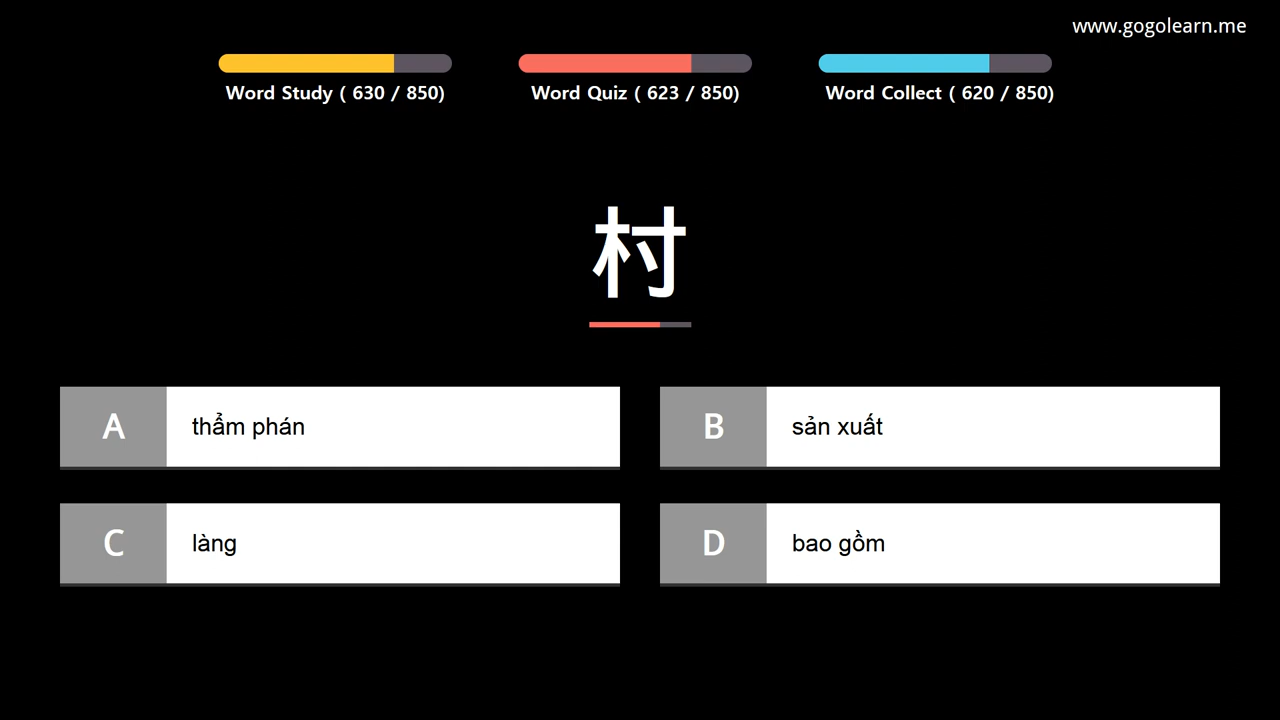 www.gogolearn.me
Word Study ( 630 / 850)
Word Quiz ( 623 / 850)
Word Collect ( 620 / 850)
村
A thẩm phán
B sản xuất
C làng
D bao gồm